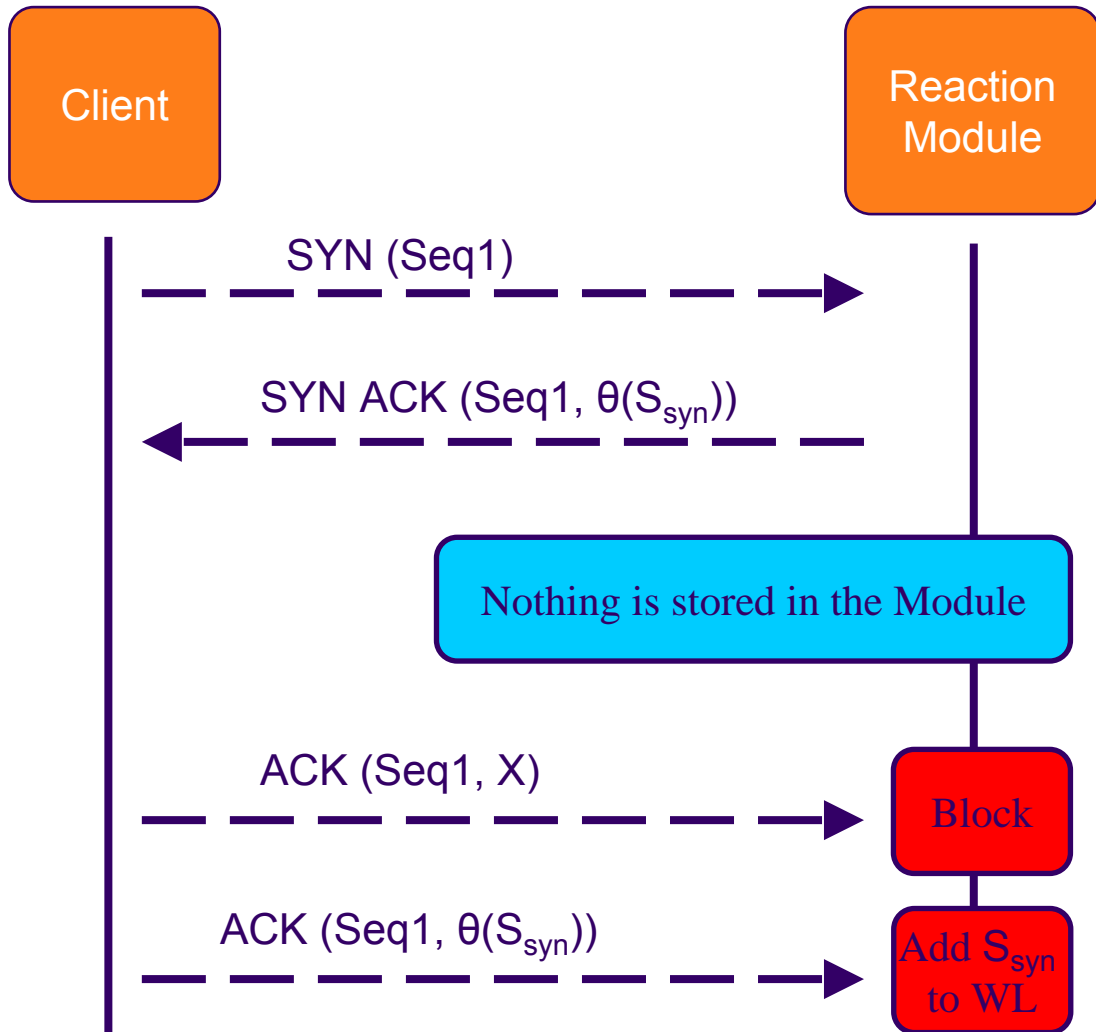 Client
Reaction
Module
SYN (Seq1)
SYN ACK (Seq1, θ(Ssyn))
Nothing is stored in the Module
ACK (Seq1, X)
Block
ACK (Seq1, θ(Ssyn))
Add Ssyn
to WL